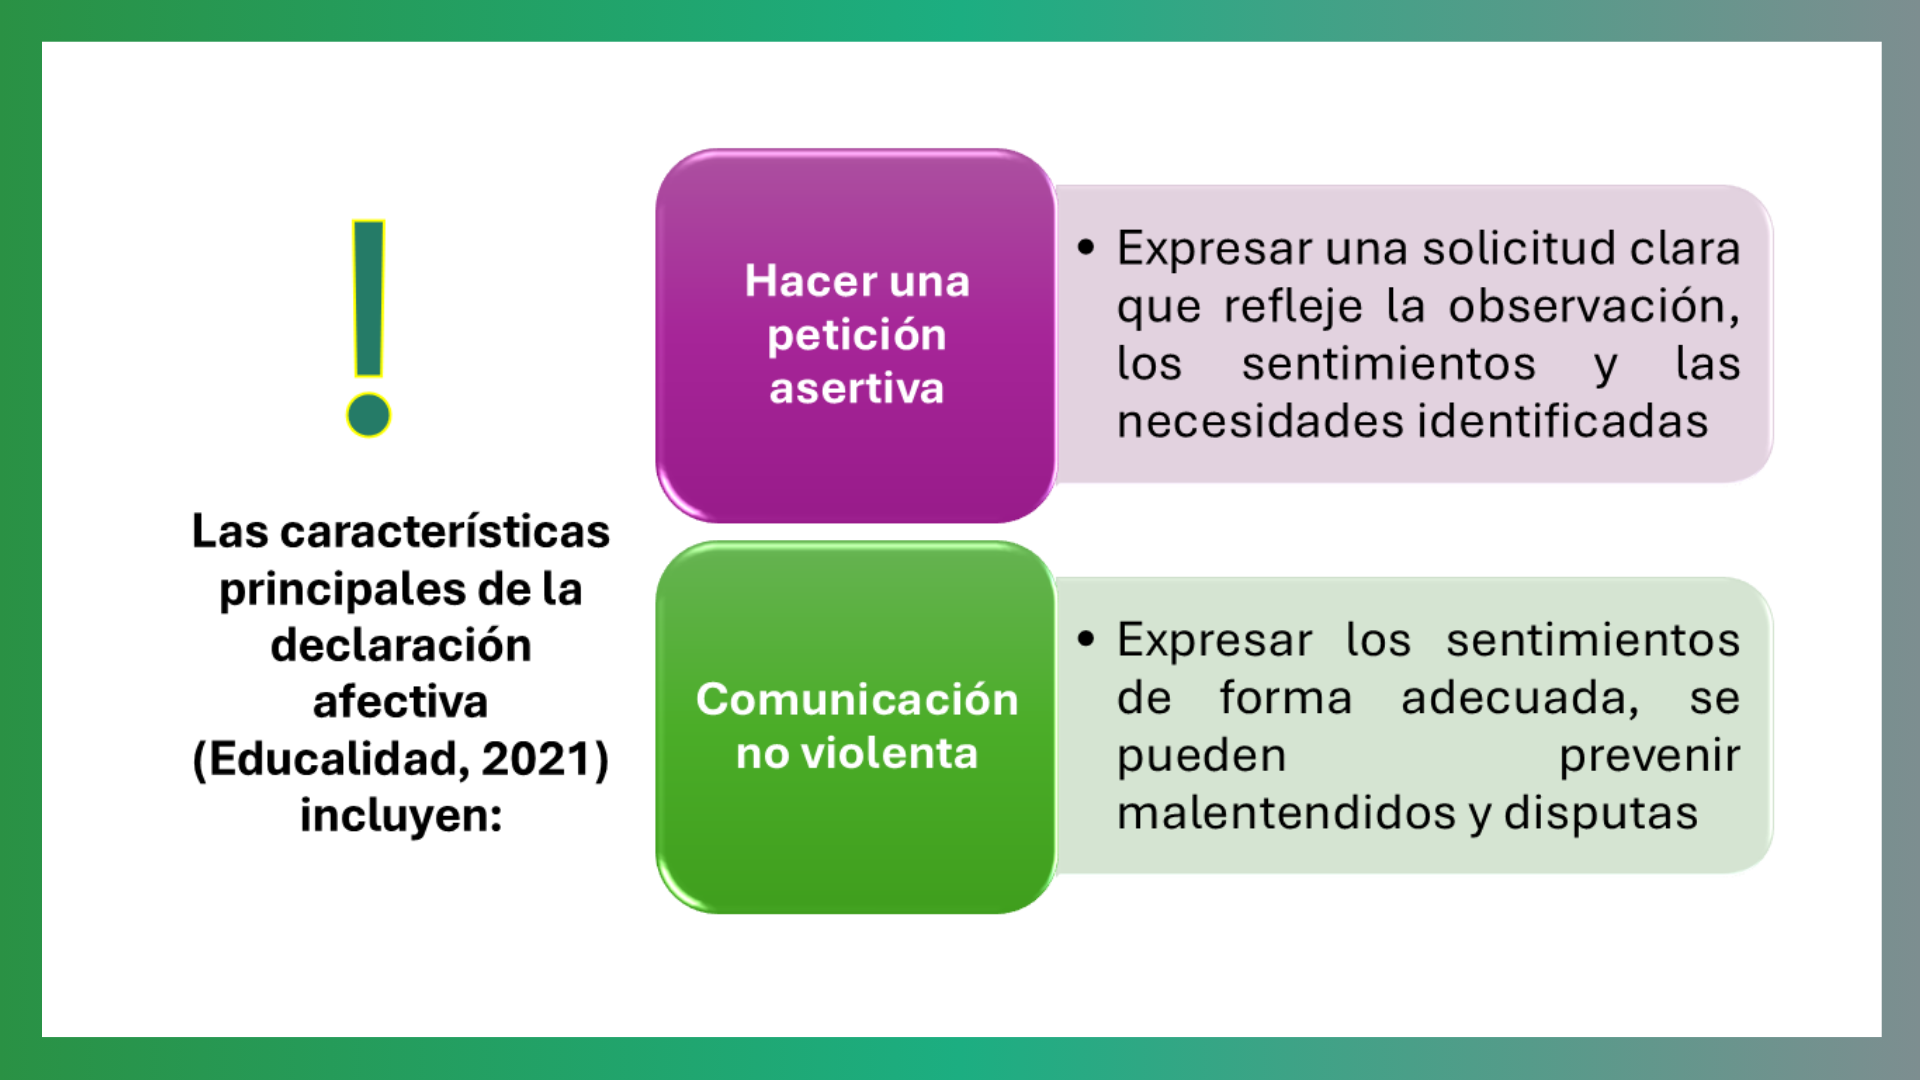 Las características
principales de la
declaración
afectiva
(Educalidad, 2021)
incluyen:
Hacer una
petición
asertiva
• Expresar una solicitud clara
que refleje la observación,
los sentimientos y las
necesidades identificadas
Comunicación
no violenta
• Expresar los sentimientos
de forma adecuada, se
pueden prevenir
malentendidos y disputas